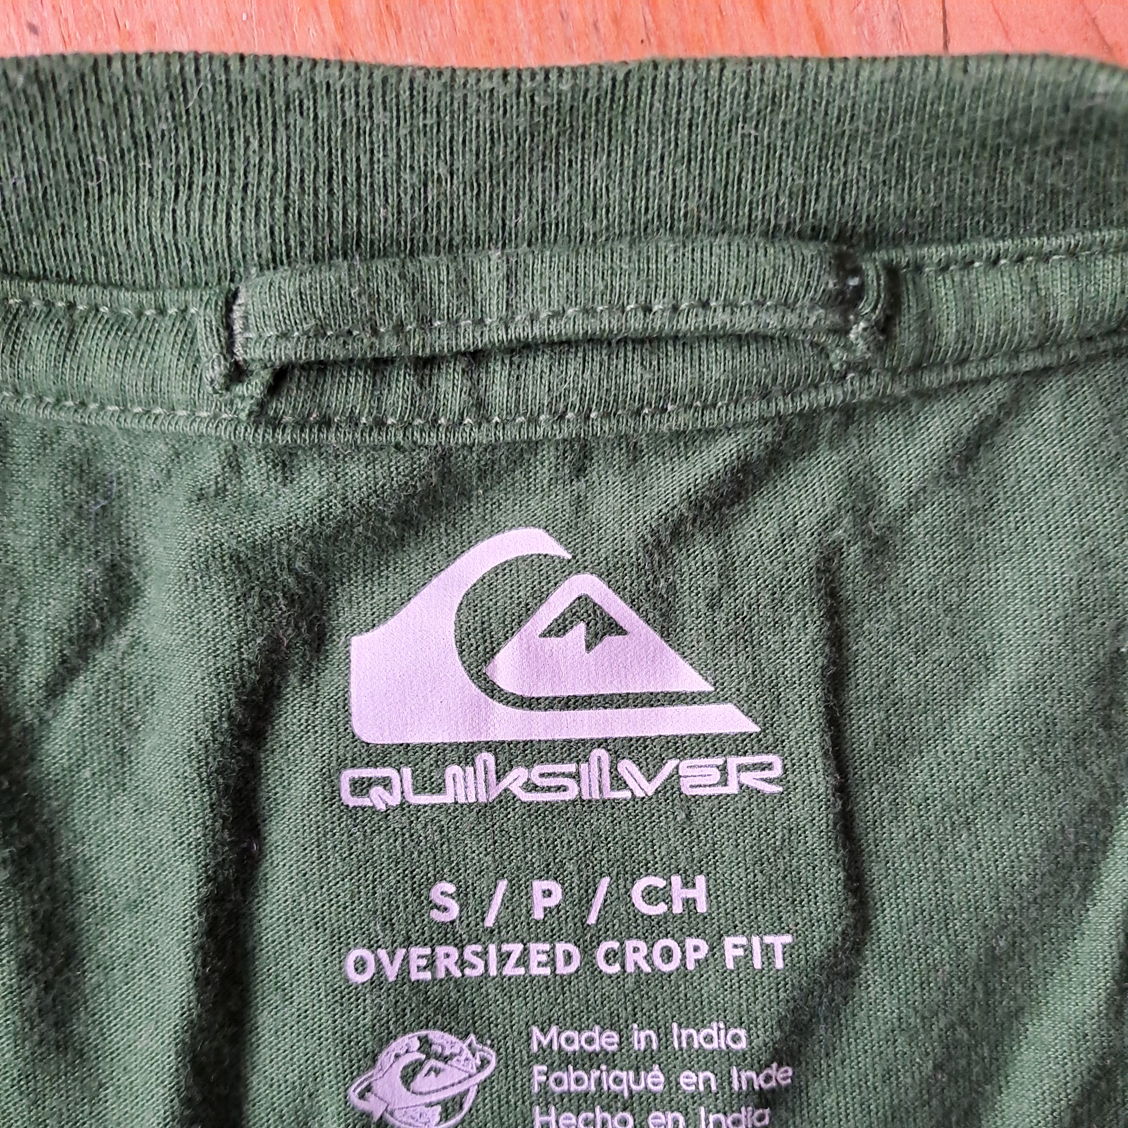 QUIKSILVER
S / P / CH
OVERSIZED CROP FIT
Made in India
Fabriqué en Inde
Hecho en India